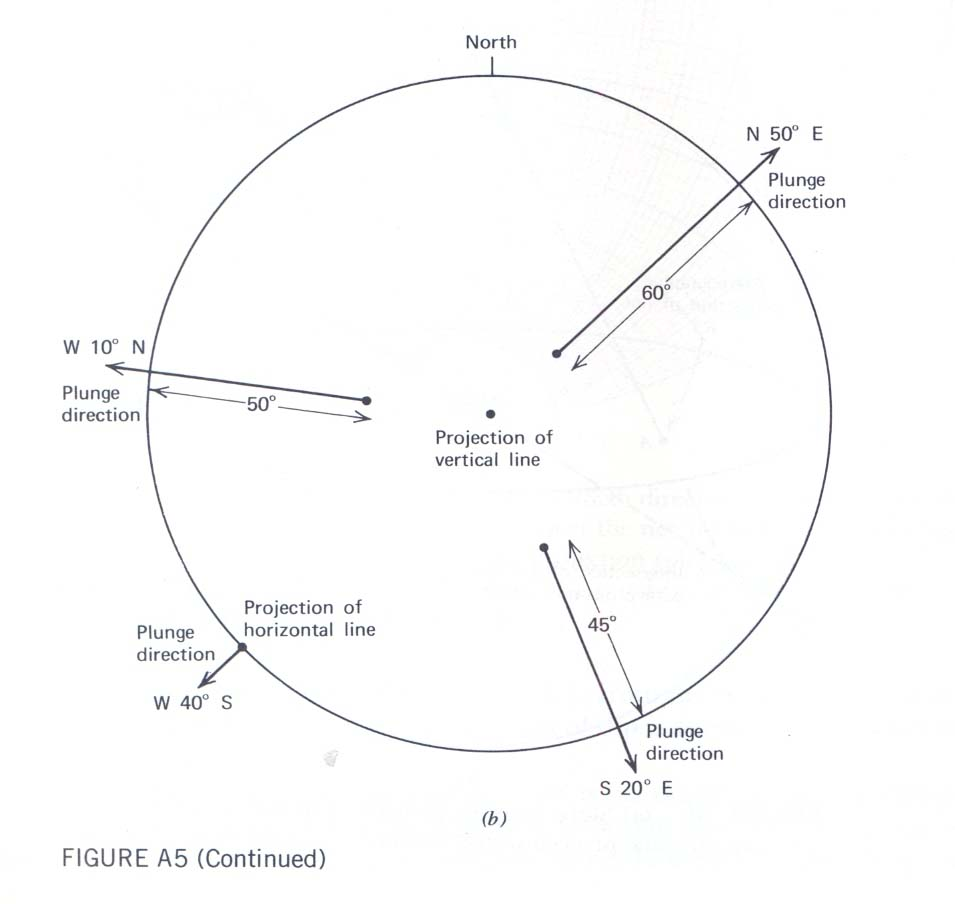 North
N 50° E
Plunge
direction
60°
W 10° N
Plunge
direction
50°
Projection of
vertical line
Projection of
horizontal line
Plunge
direction
W 40° S
45°
Plunge
direction
S 20° E
(b)
FIGURE A5 (Continued)